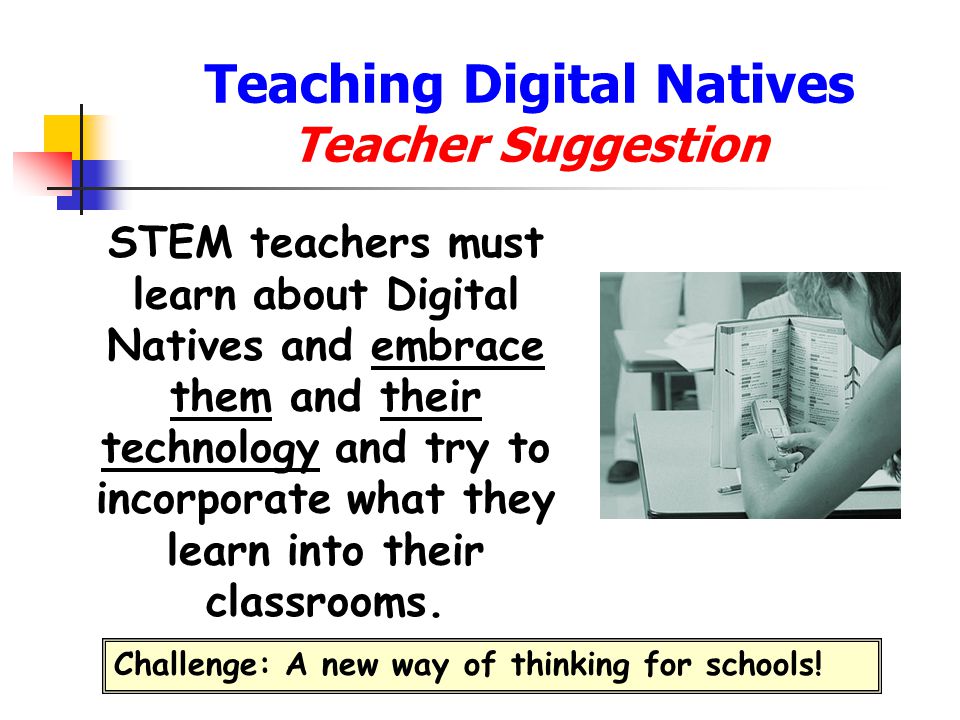 Teaching Digital Natives
Teacher Suggestion
STEM teachers must
learn about Digital
Natives and embrace
them and their
technology and try to
incorporate what they
learn into their
classrooms.
Challenge: A new way of thinking for schools!